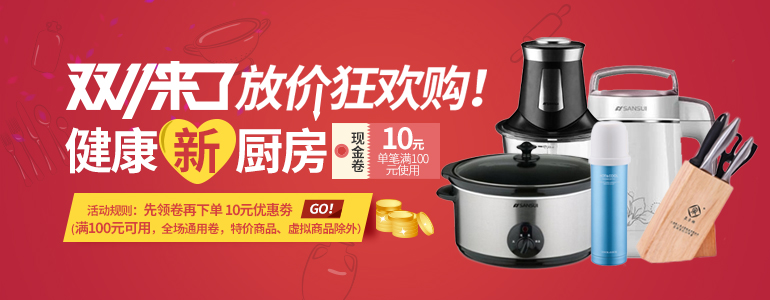 双11来了放价狂欢购!
健康新厨房
现金卷
10元
单笔满100
元使用
活动规则：先领卷再下单 10元优惠券 GO!
(满100元可用，全场通用卷，特价商品、虚拟商品除外)
SANSUI
SANSUI